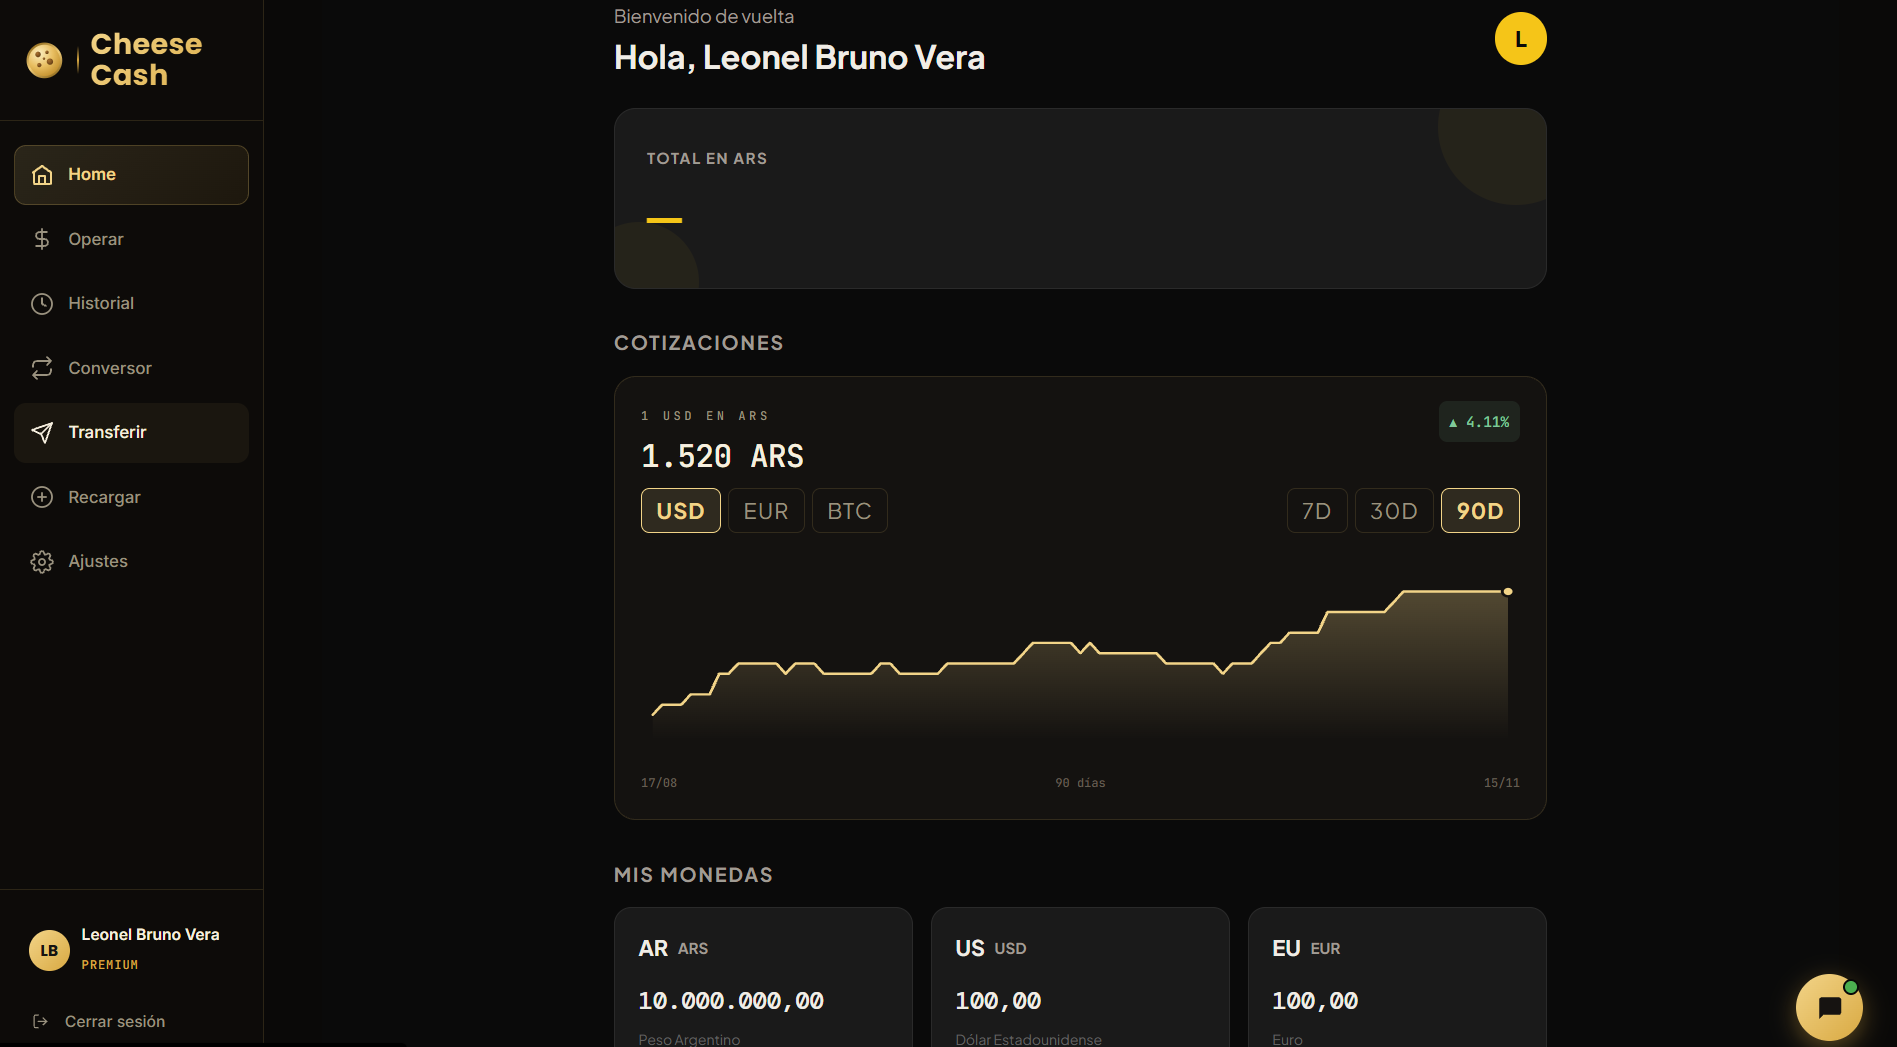 Cheese
Cash
Home
Operar
Historial
Conversor
Transferir
Recargar
Ajustes
LB
Leonel Bruno Vera
PREMIUM
Cerrar sesión
Bienvenido de vuelta
Hola, Leonel Bruno Vera
L
TOTAL EN ARS
—
COTIZACIONES
1 USD EN ARS
▲ 4.11%
1.520 ARS
USD EUR BTC 7D 30D 90D
17/08 90 días 15/11
MIS MONEDAS
AR ARS
10.000.000,00
Peso Argentino
US USD
100,00
Dólar Estadounidense
EU EUR
100,00
Euro